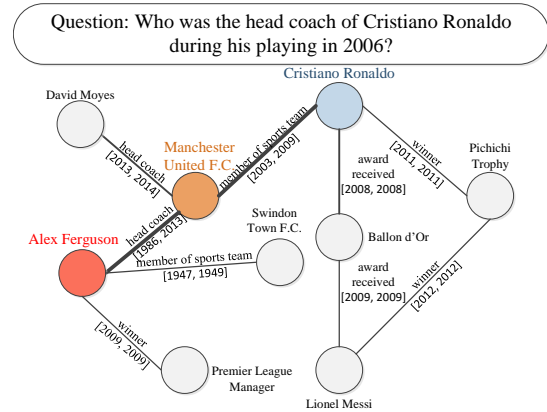 Question: Who was the head coach of Cristiano Ronaldo
during his playing in 2006?
Cristiano Ronaldo
David Moyes
head coach
[2013, 2014]
Manchester
United F.C.
member of sports team
[2003, 2009]
winner
[2011, 2011]
Pichichi
Trophy
award
received
[2008, 2008]
head coach
[1986, 2013]
Alex Ferguson
Swindon
Town F.C.
member of sports team
[1947, 1949]
Ballon d'Or
award
received
[2009, 2009]
winner
[2012, 2012]
winner
[2009, 2009]
Premier League
Manager
Lionel Messi